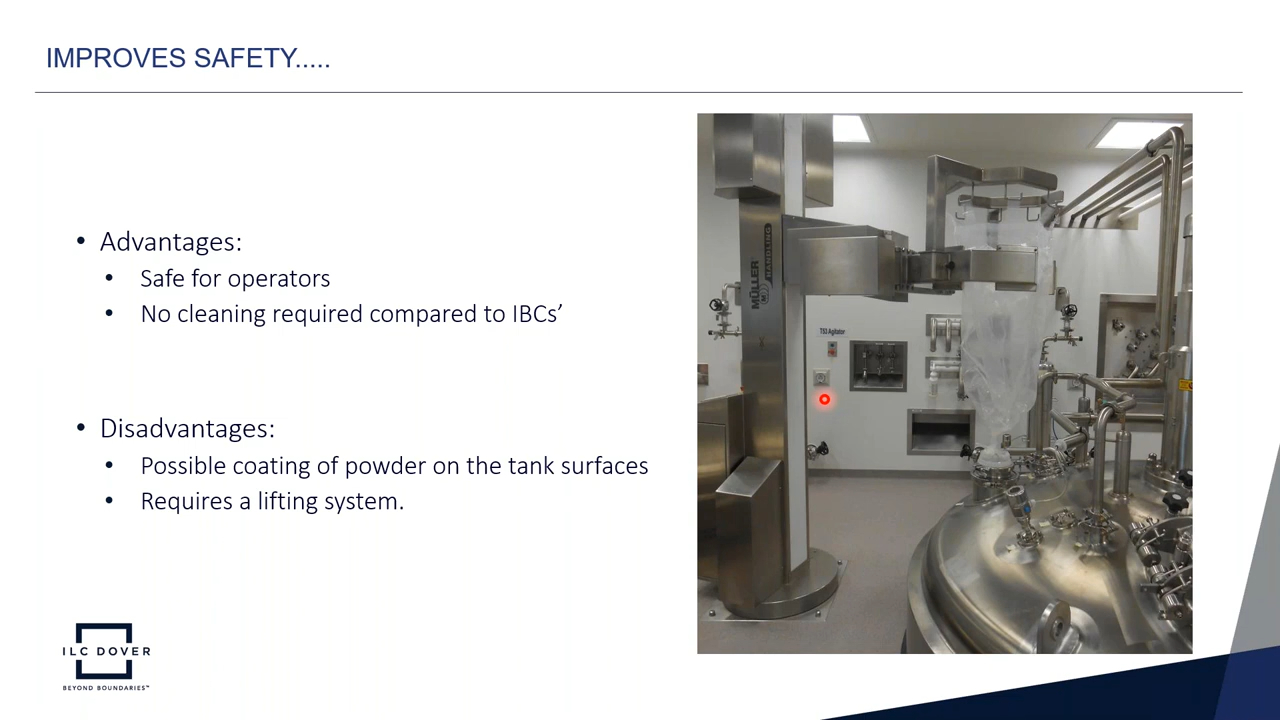 IMPROVES SAFETY.....
• Advantages:
• Safe for operators
• No cleaning required compared to IBCs’
• Disadvantages:
• Possible coating of powder on the tank surfaces
• Requires a lifting system.
MÜLLER
HANDLING
T53 Agitator
ILC DOVER
BEYOND BOUNDARIES™